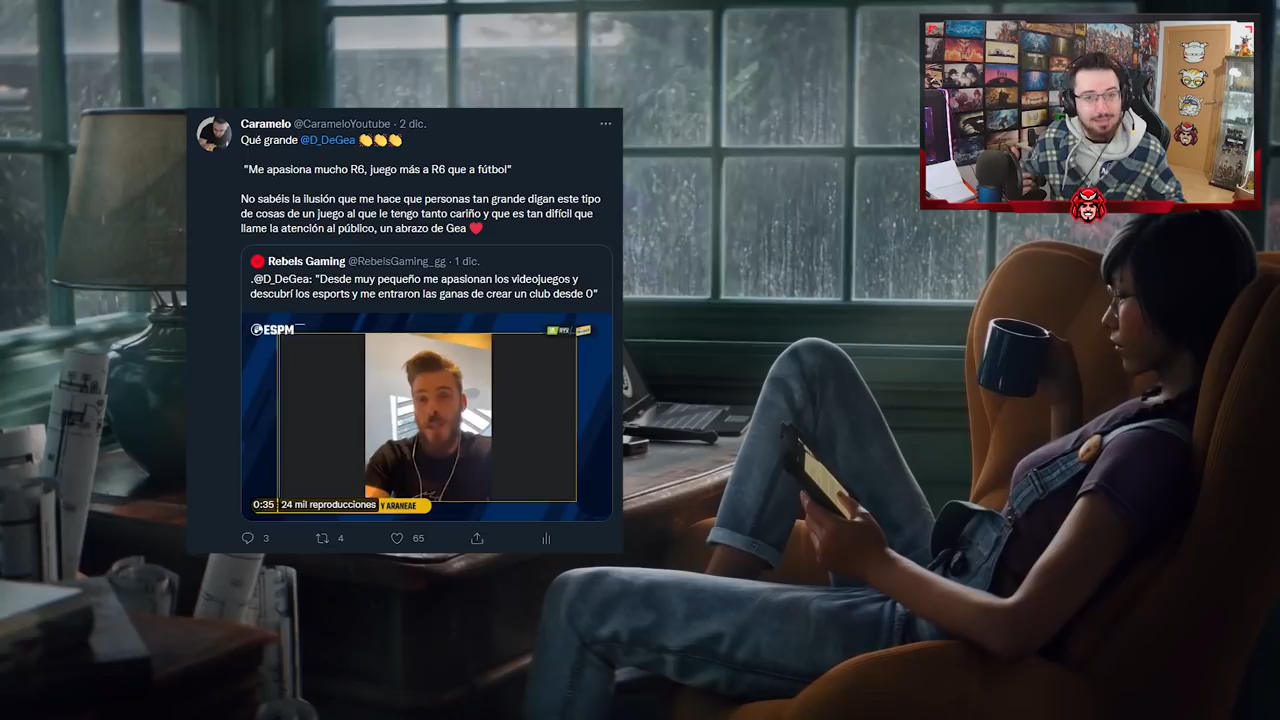 Caramelo @CarameloYoutube · 2 dic.
Qué grande @D_DeGea 👏👏👏
"Me apasiona mucho R6, juego más a R6 que a fútbol"
No sabéis la ilusión que me hace que personas tan grande digan este tipo
de cosas de un juego al que le tengo tanto cariño y que es tan difícil que
llame la atención al público, un abrazo de Gea ❤️
Rebels Gaming @RebelsGaming_gg · 1 dic.
.@D_DeGea: "Desde muy pequeño me apasionan los videojuegos y
descubrí los esports y me entraron las ganas de crear un club desde 0"
ESPM
0:35 24 mil reproducciones Y ARANEAE
3 4 65